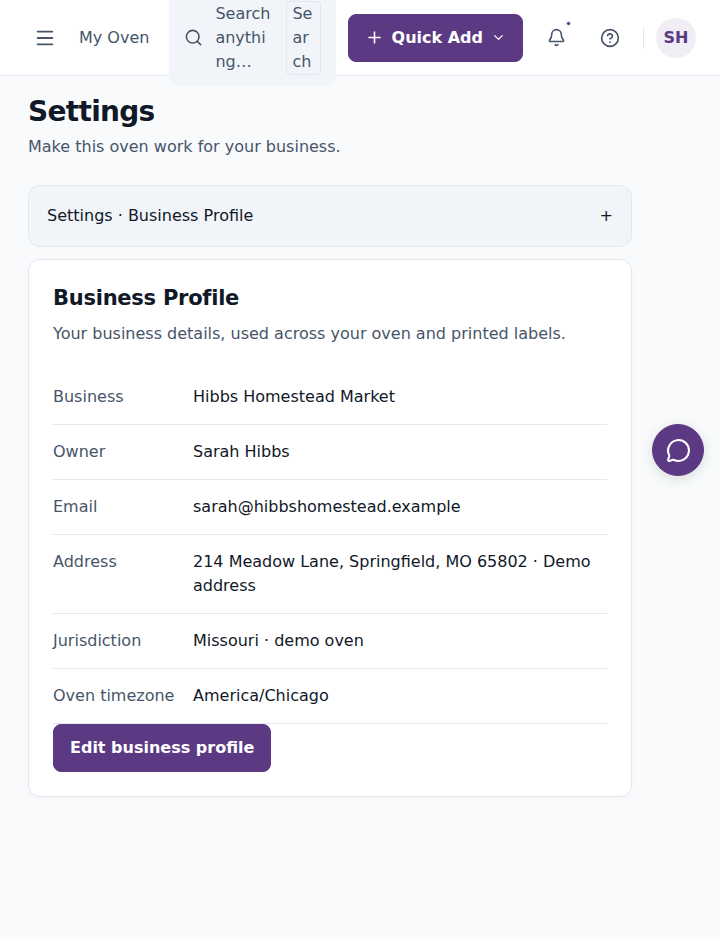 My Oven
Search
anythi
ng…
Se
ar
ch
Quick Add
SH
Settings
Make this oven work for your business.
Settings · Business Profile
+
Business Profile
Your business details, used across your oven and printed labels.
Business Hibbs Homestead Market
Owner Sarah Hibbs
Email sarah@hibbshomestead.example
Address 214 Meadow Lane, Springfield, MO 65802 · Demo
address
Jurisdiction Missouri · demo oven
Oven timezone America/Chicago
Edit business profile